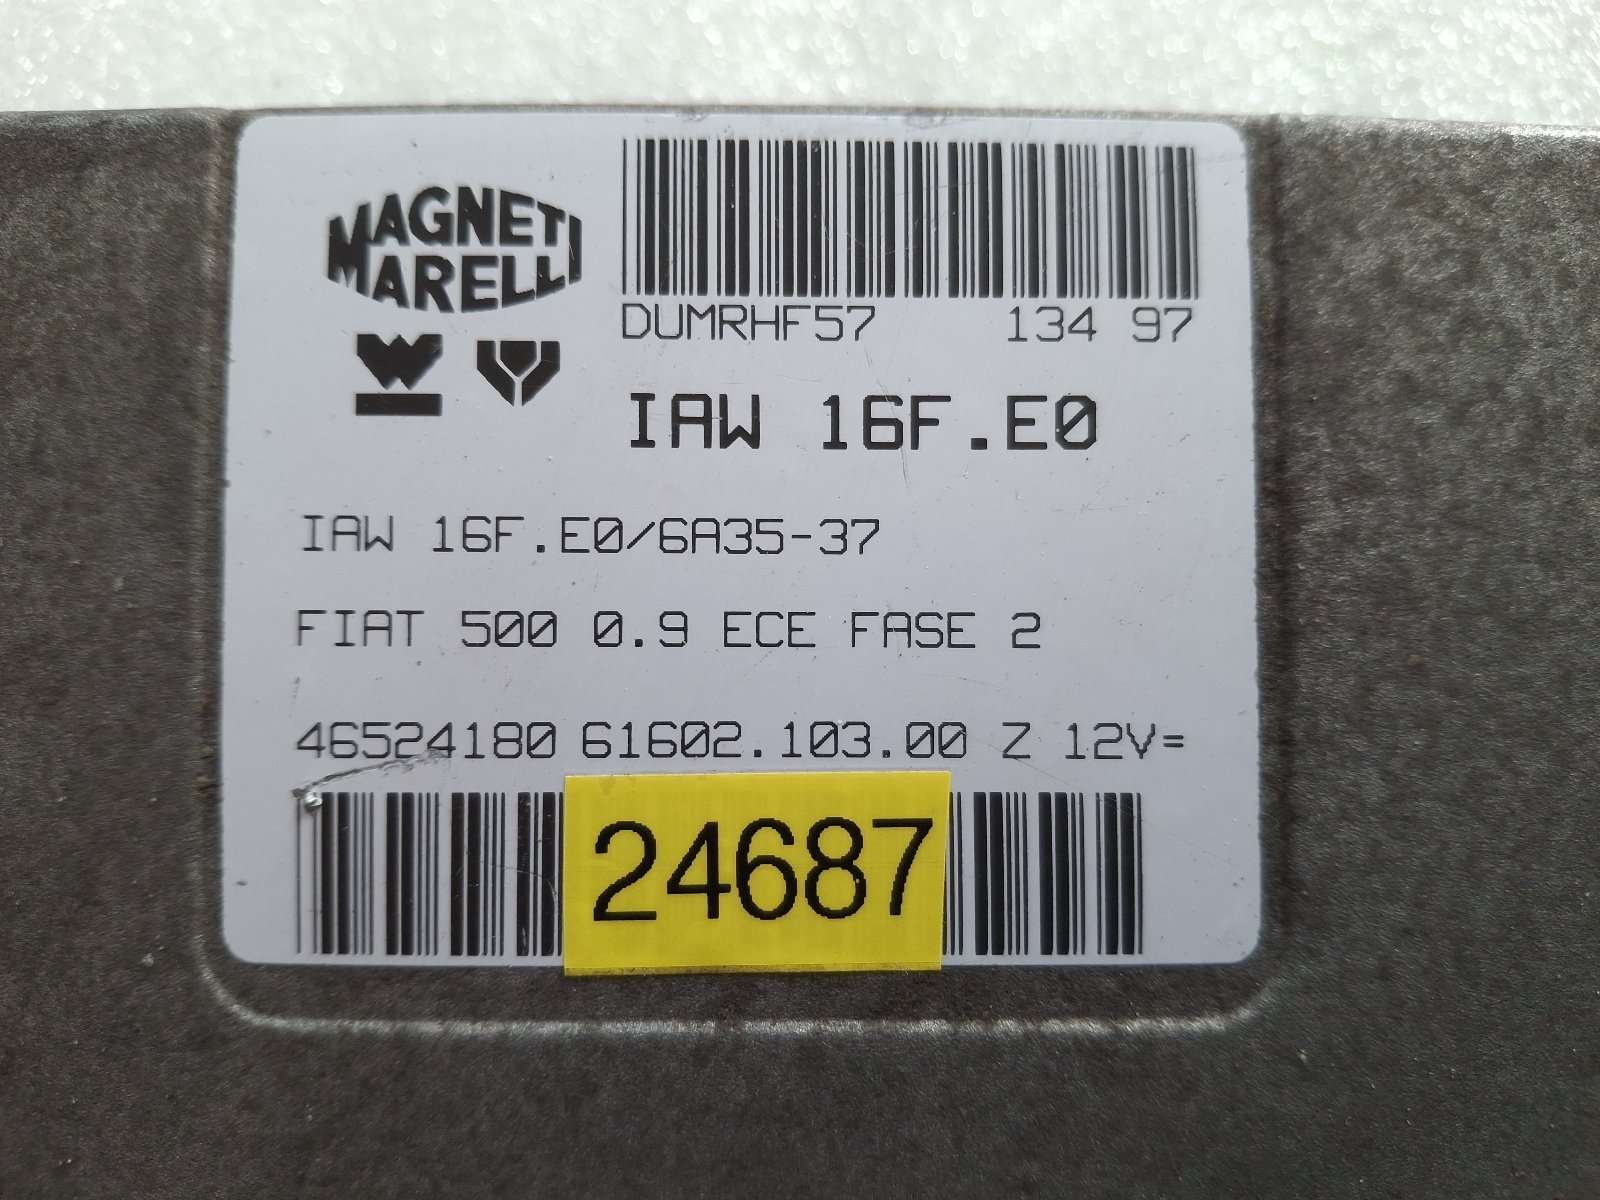 MAGNETI
MARELLI
DUMRHF57 134 97
IAW 16F.E0
IAW 16F.E0/6A35-37
FIAT 500 0.9 ECE FASE 2
46524180 61602.103.00 Z 12V=
24687